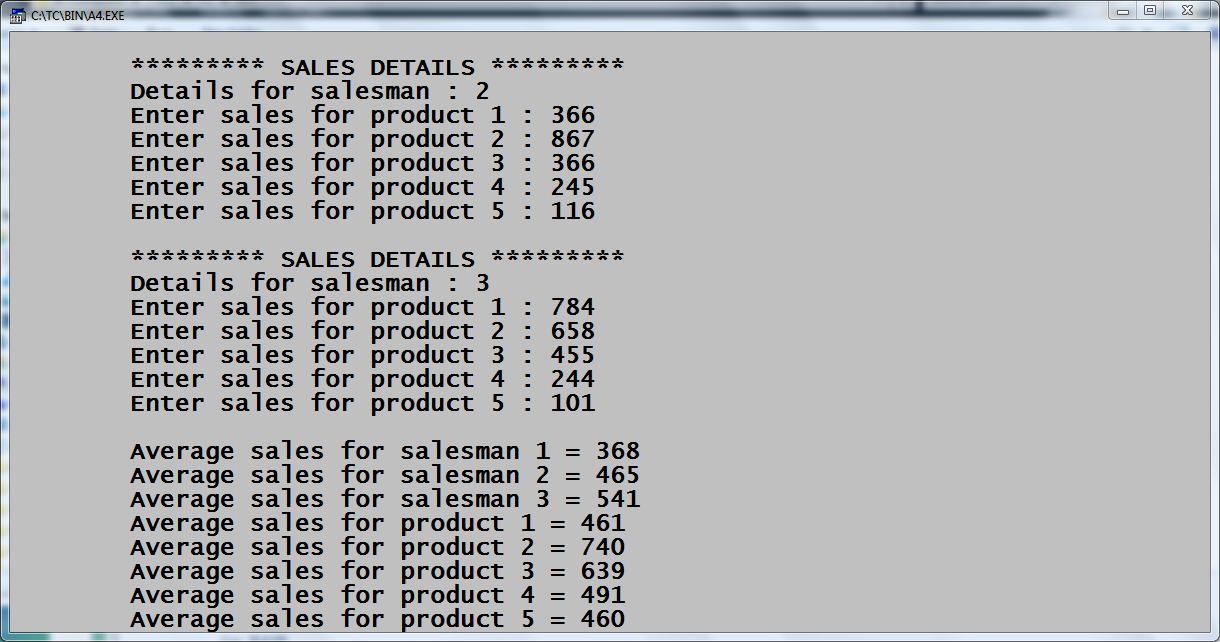 C:\TC\BIN\A4.EXE
********* SALES DETAILS *********
Details for salesman : 2
Enter sales for product 1 : 366
Enter sales for product 2 : 867
Enter sales for product 3 : 366
Enter sales for product 4 : 245
Enter sales for product 5 : 116
********* SALES DETAILS *********
Details for salesman : 3
Enter sales for product 1 : 784
Enter sales for product 2 : 658
Enter sales for product 3 : 455
Enter sales for product 4 : 244
Enter sales for product 5 : 101
Average sales for salesman 1 = 368
Average sales for salesman 2 = 465
Average sales for salesman 3 = 541
Average sales for product 1 = 461
Average sales for product 2 = 740
Average sales for product 3 = 639
Average sales for product 4 = 491
Average sales for product 5 = 460